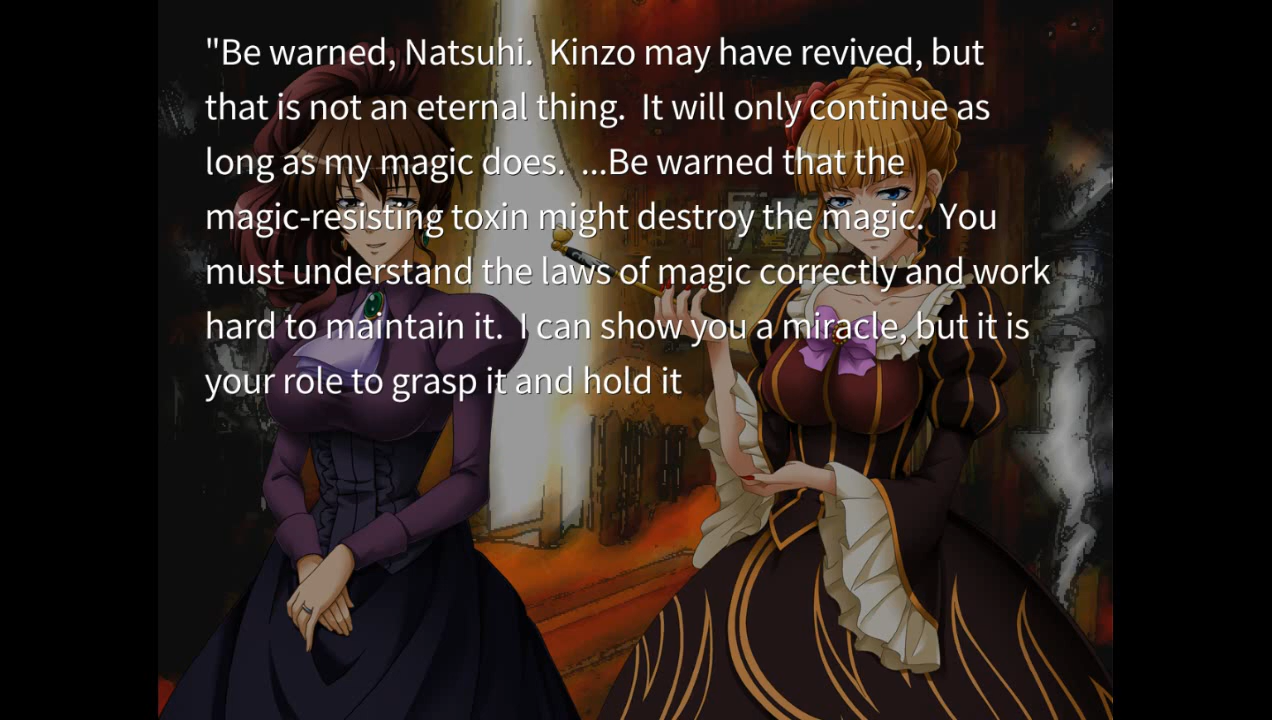 "Be warned, Natsuhi.  Kinzo may have revived, but
that is not an eternal thing.  It will only continue as
long as my magic does.  ...Be warned that the
magic-resisting toxin might destroy the magic.  You
must understand the laws of magic correctly and work
hard to maintain it.  I can show you a miracle, but it is
your role to grasp it and hold it